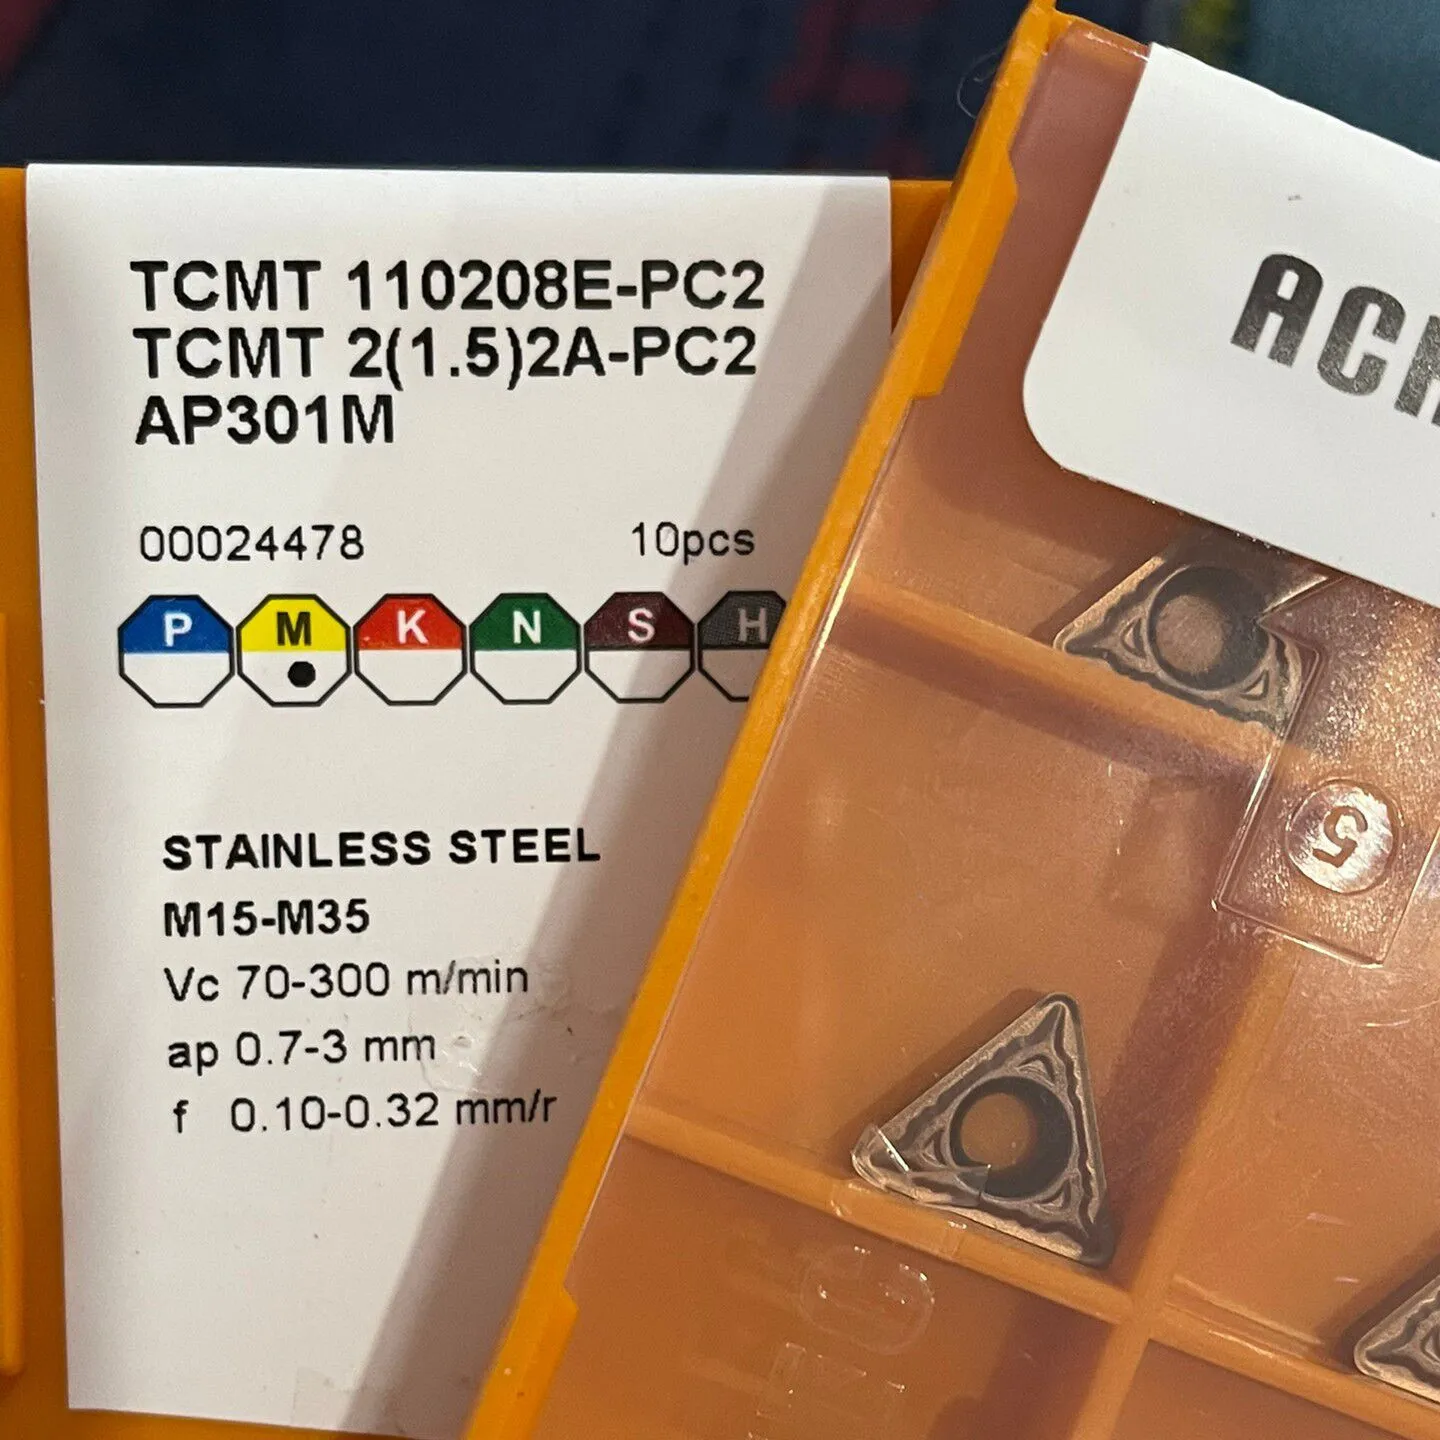 TCMT 110208E-PC2
TCMT 2(1.5)2A-PC2
AP301M
00024478 10pcs
P M K N S H
STAINLESS STEEL
M15-M35
Vc 70-300 m/min
ap 0.7-3 mm
f 0.10-0.32 mm/r
5